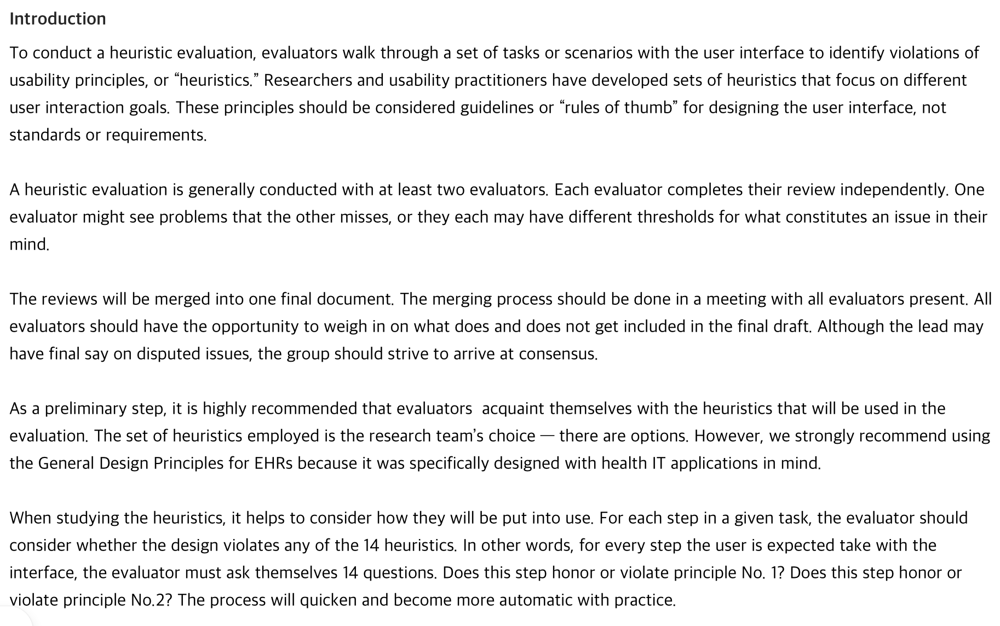 Introduction
To conduct a heuristic evaluation, evaluators walk through a set of tasks or scenarios with the user interface to identify violations of
usability principles, or “heuristics.” Researchers and usability practitioners have developed sets of heuristics that focus on different
user interaction goals. These principles should be considered guidelines or “rules of thumb” for designing the user interface, not
standards or requirements.
A heuristic evaluation is generally conducted with at least two evaluators. Each evaluator completes their review independently. One
evaluator might see problems that the other misses, or they each may have different thresholds for what constitutes an issue in their
mind.
The reviews will be merged into one final document. The merging process should be done in a meeting with all evaluators present. All
evaluators should have the opportunity to weigh in on what does and does not get included in the final draft. Although the lead may
have final say on disputed issues, the group should strive to arrive at consensus.
As a preliminary step, it is highly recommended that evaluators  acquaint themselves with the heuristics that will be used in the
evaluation. The set of heuristics employed is the research team’s choice — there are options. However, we strongly recommend using
the General Design Principles for EHRs because it was specifically designed with health IT applications in mind.
When studying the heuristics, it helps to consider how they will be put into use. For each step in a given task, the evaluator should
consider whether the design violates any of the 14 heuristics. In other words, for every step the user is expected take with the
interface, the evaluator must ask themselves 14 questions. Does this step honor or violate principle No. 1? Does this step honor or
violate principle No.2? The process will quicken and become more automatic with practice.